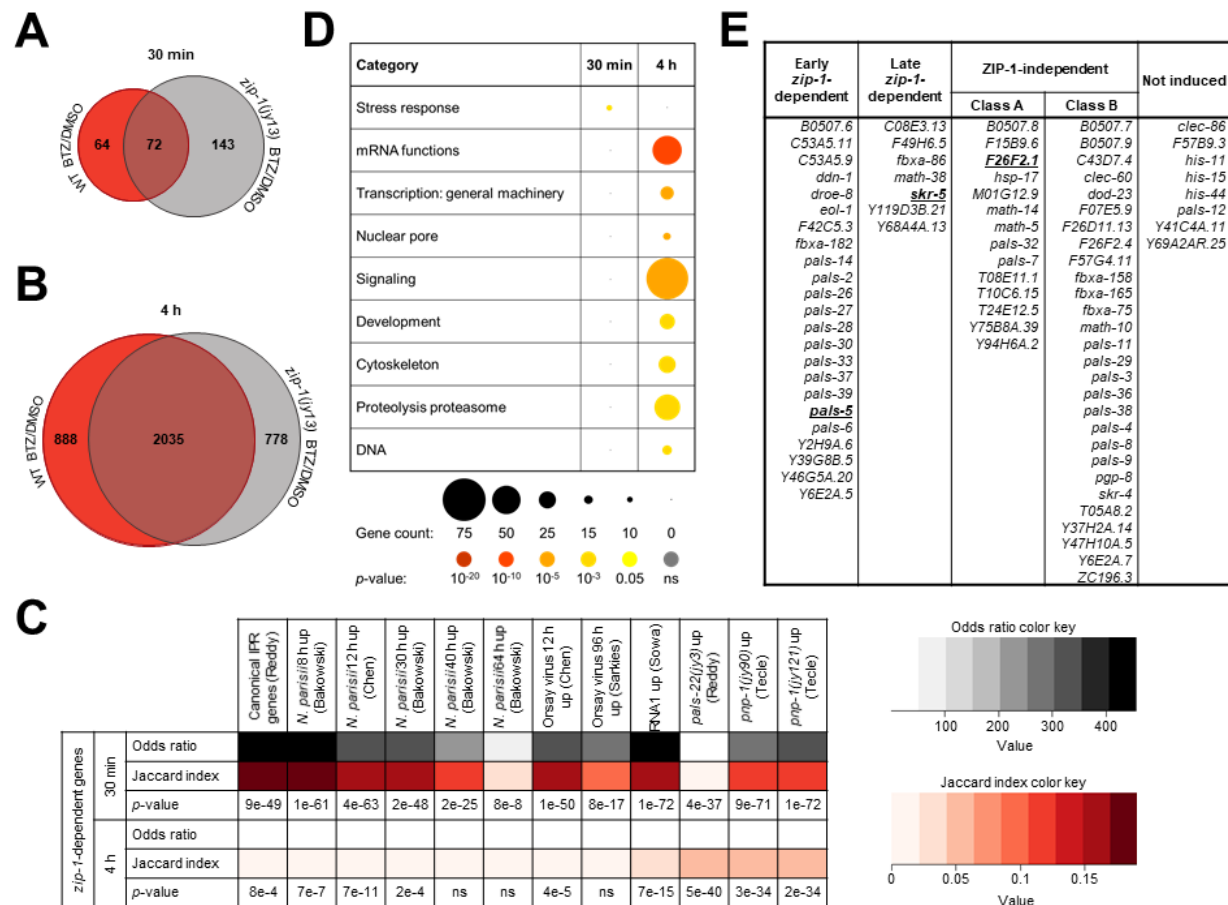 A
30 min
64
72
143
WT BTZ/DMSO
zip-1(jy13) BTZ/DMSO
B
4 h
888
2035
778
WT BTZ/DMSO
zip-1(jy13) BTZ/DMSO
D
Category 30 min 4 h
Stress response
mRNA functions
Transcription: general machinery
Nuclear pore
Signaling
Development
Cytoskeleton
Proteolysis proteasome
DNA
Gene count: 75 50 25 15 10 0
p-value: 10-20 10-10 10-5 10-3 0.05 ns
E
Early zip-1-dependent
Late zip-1-dependent
ZIP-1-independent
Class A
Class B
Not induced
B0507.6
C53A5.11
C53A5.9
ddn-1
droe-8
eol-1
F42C5.3
fbxa-182
pals-14
pals-2
pals-26
pals-27
pals-28
pals-30
pals-33
pals-37
pals-39
pals-5
pals-6
Y2H9A.6
Y39G8B.5
Y46G5A.20
Y6E2A.5
C08E3.13
F49H6.5
fbxa-86
math-38
skr-5
Y119D3B.21
Y68A4A.13
B0507.8
F15B9.6
F26F2.1
hsp-17
M01G12.9
math-14
math-5
pals-32
pals-7
T08E11.1
T10C6.15
T24E12.5
Y75B8A.39
Y94H6A.2
B0507.7
B0507.9
C43D7.4
clec-60
dod-23
F07E5.9
F26D11.13
F26F2.4
F57G4.11
fbxa-158
fbxa-165
fbxa-75
math-10
pals-11
pals-29
pals-3
pals-36
pals-38
pals-4
pals-8
pals-9
pgp-8
skr-4
T05A8.2
Y37H2A.14
Y47H10A.5
Y6E2A.7
ZC196.3
clec-86
F57B9.3
his-11
his-15
his-44
pals-12
Y41C4A.11
Y69A2AR.25
C
Canonical IPR genes (Reddy)
N. parisii 8 h up (Bakowski)
N. parisii 12 h up (Chen)
N. parisii 30 h up (Bakowski)
N. parisii 40 h up (Bakowski)
N. parisii 64 h up (Bakowski)
Orsay virus 12 h up (Chen)
Orsay virus 96 h up (Sarkies)
RNA1 up (Sowa)
pals-22(jy3) up (Reddy)
pnp-1(jy90) up (Tecle)
pnp-1(jy121) up (Tecle)
zip-1-dependent genes
30 min
Odds ratio
Jaccard index
p-value 9e-49 1e-61 4e-63 2e-48 2e-25 8e-8 1e-50 8e-17 1e-72 4e-37 9e-71 1e-72
4 h
Odds ratio
Jaccard index
p-value 8e-4 7e-7 7e-11 2e-4 ns ns 4e-5 ns 7e-15 5e-40 3e-34 2e-34
Odds ratio color key
100 200 300 400
Value
Jaccard index color key
0 0.05 0.1 0.15
Value